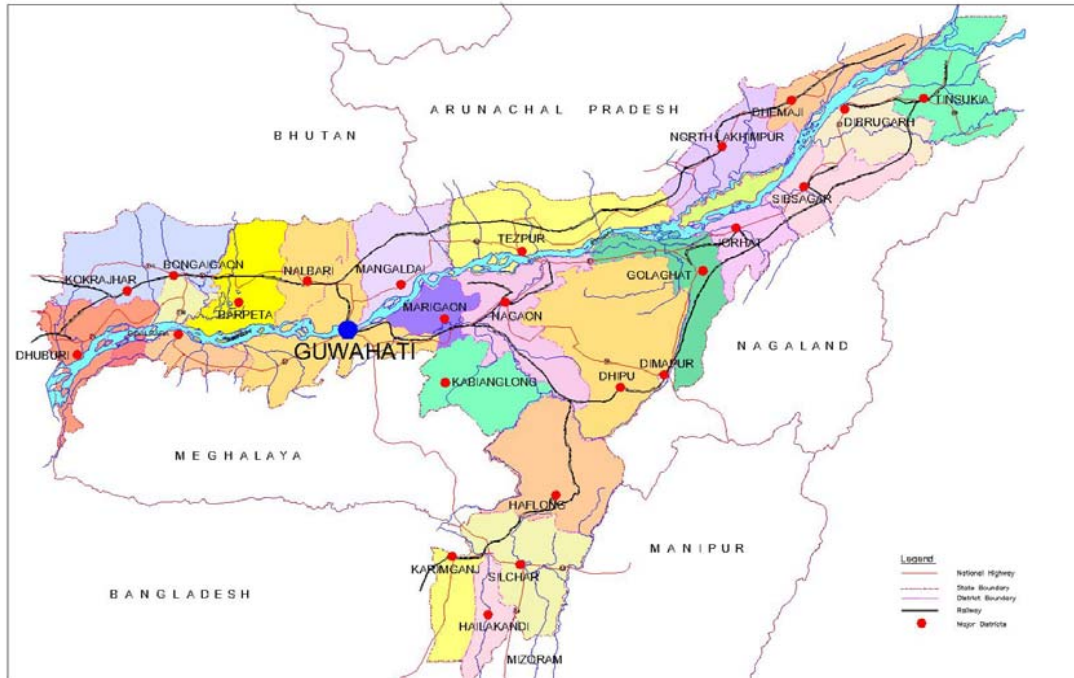 ARUNACHAL PRADESH
BHUTAN
DHEMAJI
TINSUKIA
DIBRUGARH
NORTH LAKHIMPUR
SIBSAGAR
JORHAT
TEZPUR
BONGAIGAON
KOKRAJHAR
NALBARI
MANGALDAI
GOLAGHAT
BARPETA
MARIGAON
NAGAON
GUWAHATI
DHUBURI
NAGALAND
DIMAPUR
DHIPU
KABIANGLONG
MEGHALAYA
HAFLONG
MANIPUR
KARIMGANJ
SILCHAR
BANGLADESH
HAILAKANDI
MIZORAM
Legend
National Highway
State Boundary
District Boundary
Railway
Major Districts